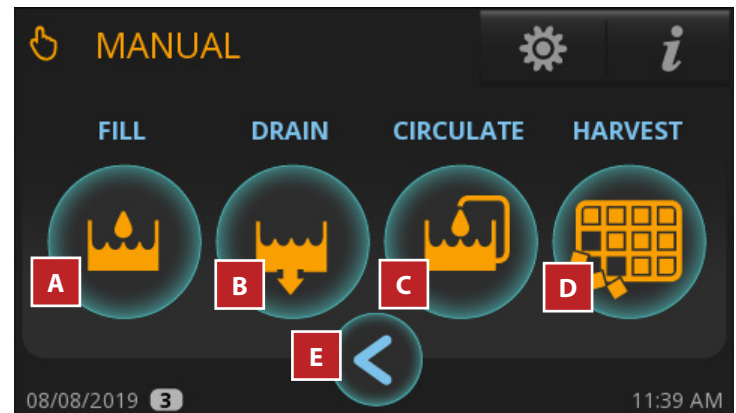 MANUAL i
FILL DRAIN CIRCULATE HARVEST
A B C D
E
08/08/2019 3 11:39 AM